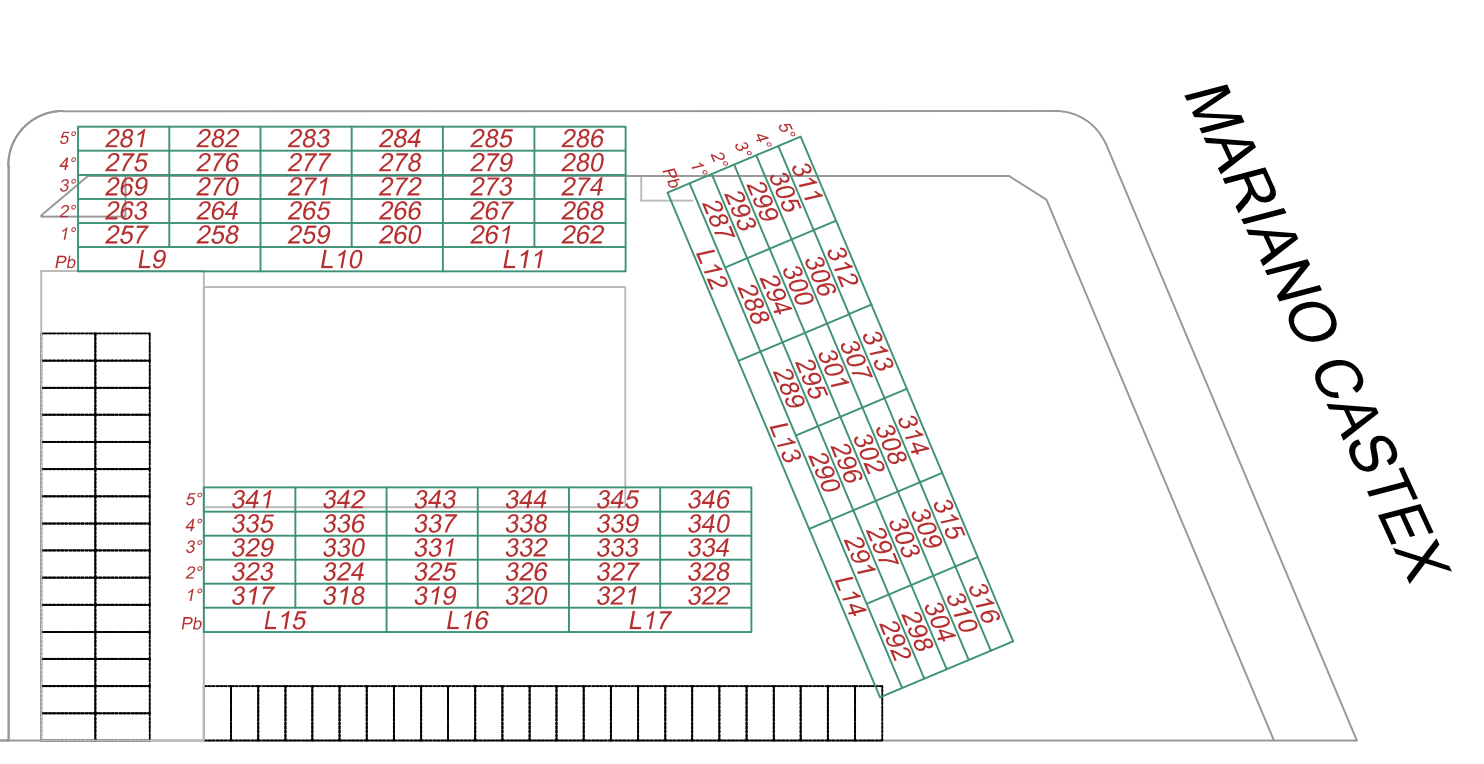 5° 281 282 283 284 285 286
4° 275 276 277 278 279 280
3° 269 270 271 272 273 274
2° 263 264 265 266 267 268
1° 257 258 259 260 261 262
Pb L9 L10 L11
Pb 1° 2° 3° 4° 5°
L12 287 293 299 305 311
288 294 300 306 312
L13 289 295 301 307 313
290 296 302 308 314
L14 291 297 303 309 315
292 298 304 310 316
MARIANO CASTEX
5° 341 342 343 344 345 346
4° 335 336 337 338 339 340
3° 329 330 331 332 333 334
2° 323 324 325 326 327 328
1° 317 318 319 320 321 322
Pb L15 L16 L17